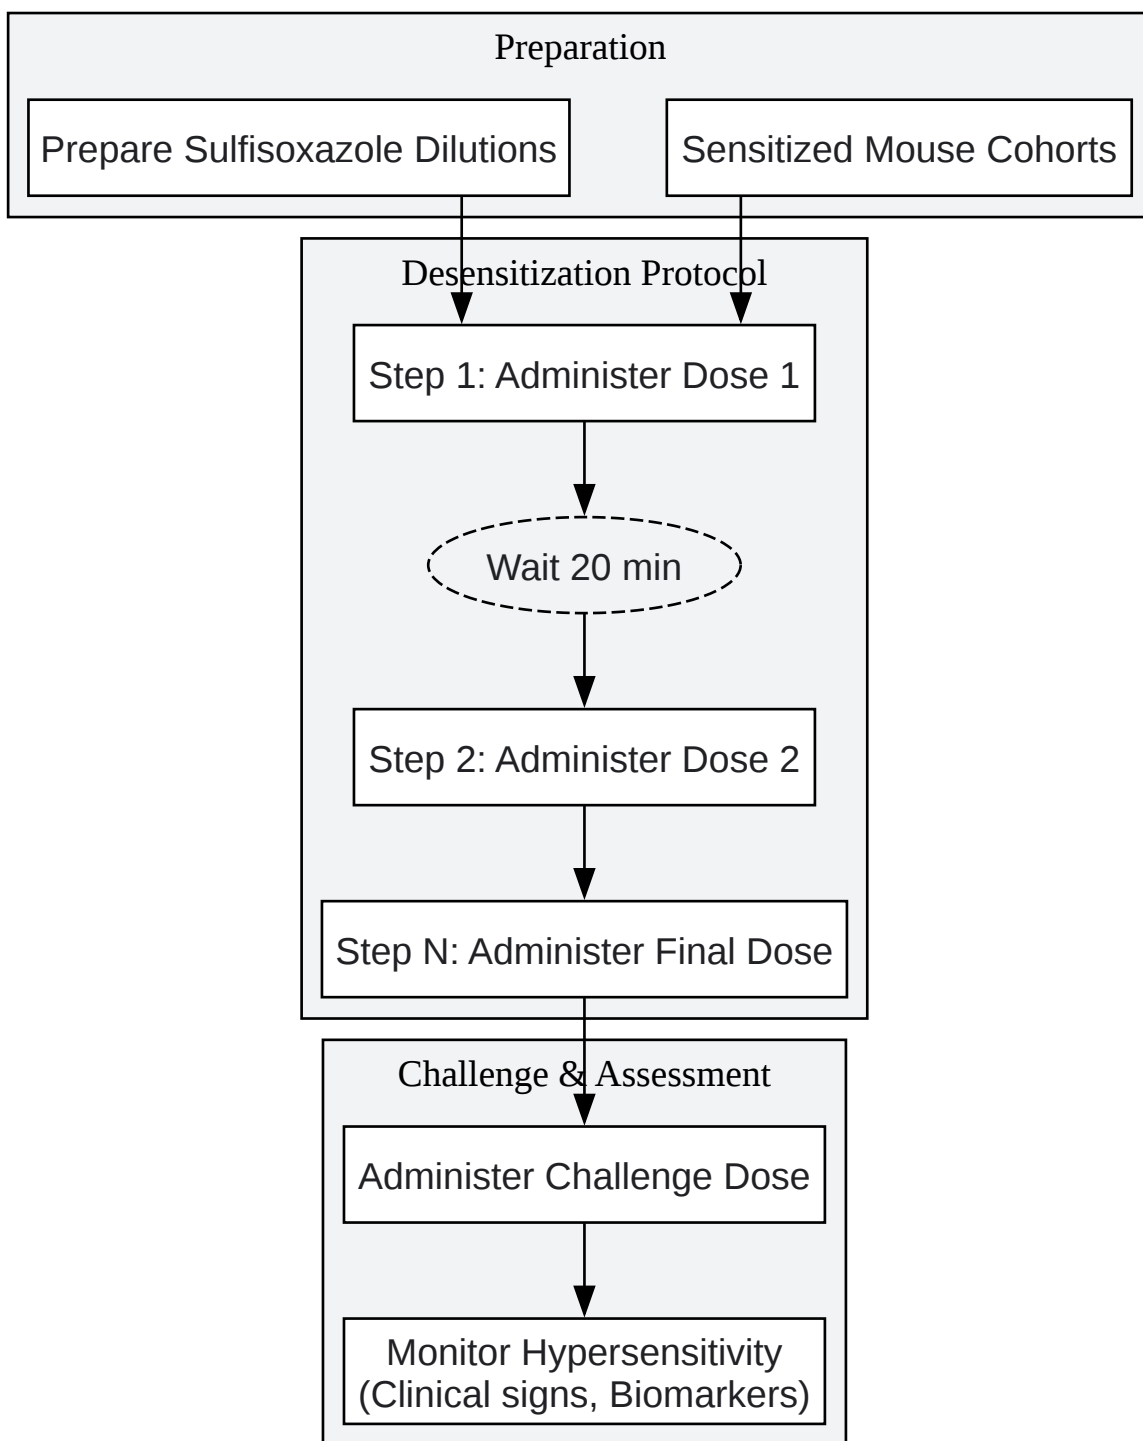 Preparation
Prepare Sulfisoxazole Dilutions
Sensitized Mouse Cohorts
Desensitization Protocol
Step 1: Administer Dose 1
Wait 20 min
Step 2: Administer Dose 2
Step N: Administer Final Dose
Challenge & Assessment
Administer Challenge Dose
Monitor Hypersensitivity
(Clinical signs, Biomarkers)